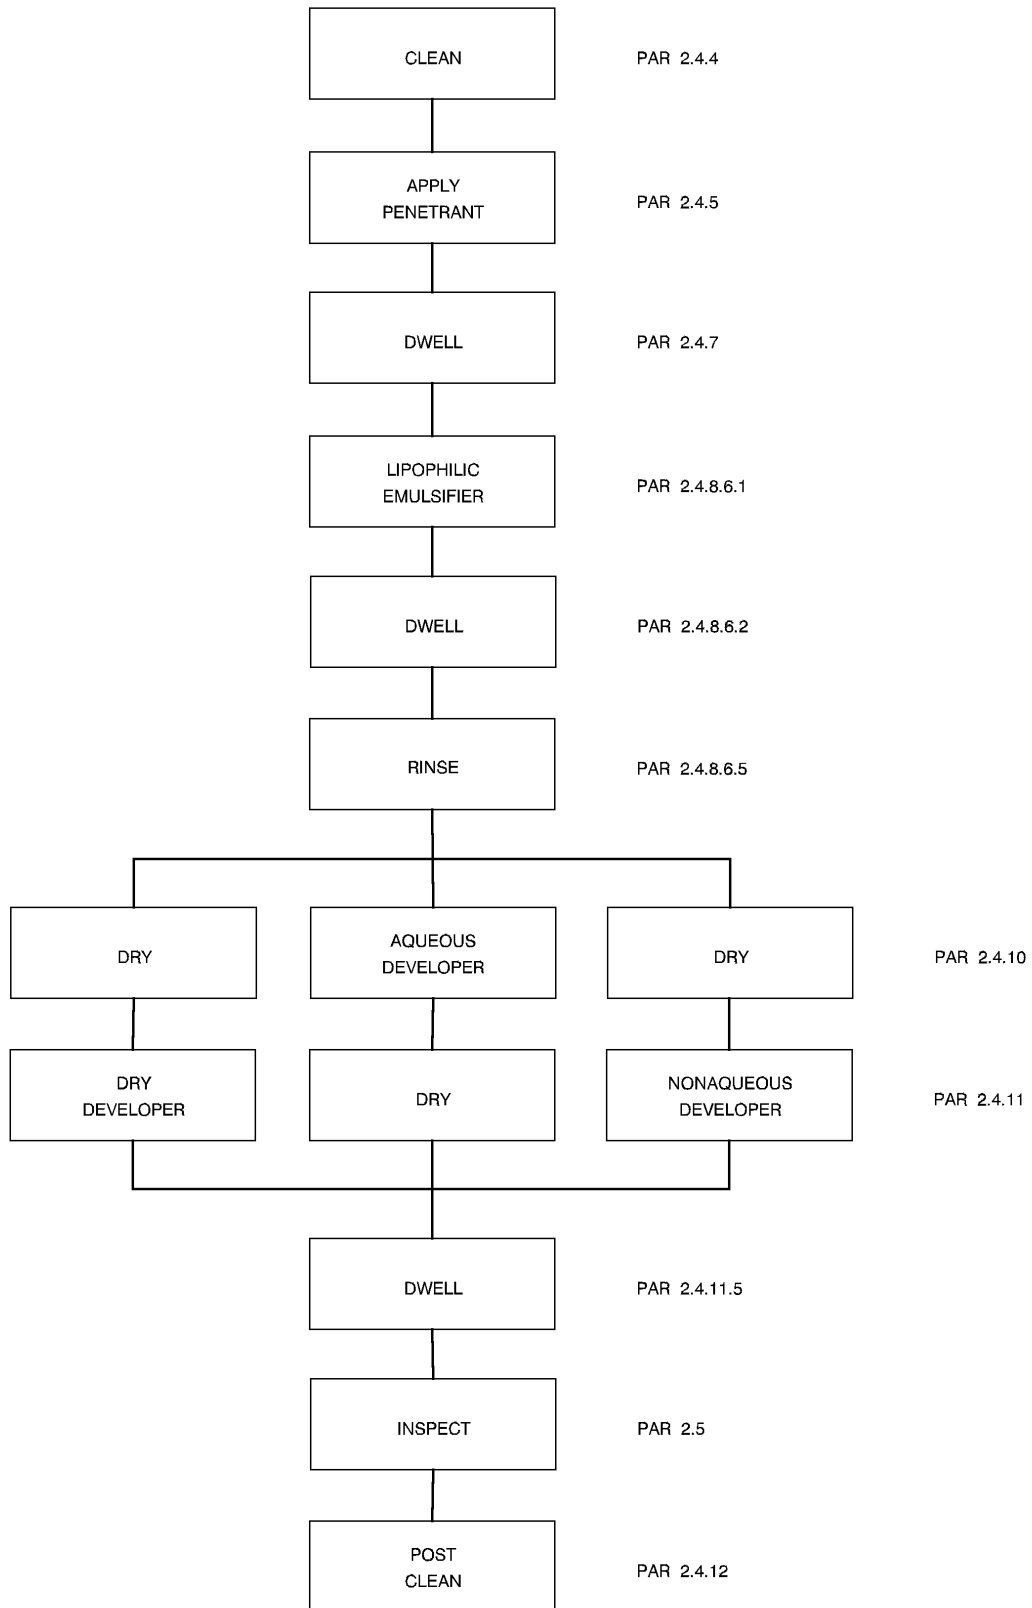 CLEAN
PAR 2.4.4
APPLY
PENETRANT
PAR 2.4.5
DWELL
PAR 2.4.7
LIPOPHILIC
EMULSIFIER
PAR 2.4.8.6.1
DWELL
PAR 2.4.8.6.2
RINSE
PAR 2.4.8.6.5
DRY
AQUEOUS
DEVELOPER
DRY
PAR 2.4.10
DRY
DEVELOPER
DRY
NONAQUEOUS
DEVELOPER
PAR 2.4.11
DWELL
PAR 2.4.11.5
INSPECT
PAR 2.5
POST
CLEAN
PAR 2.4.12